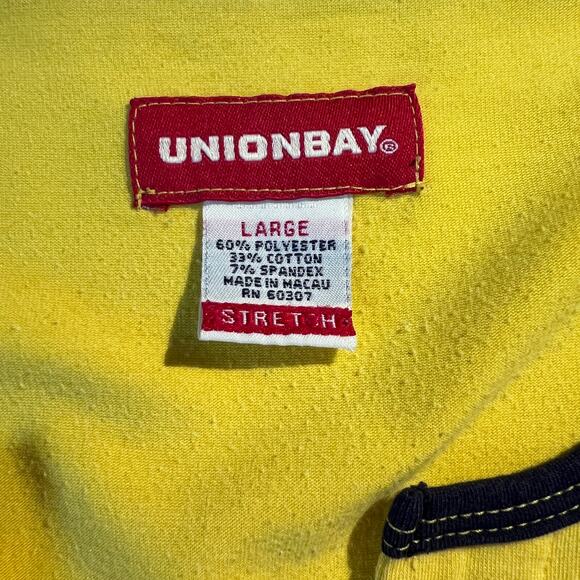 UNIONBAY®
LARGE
60% POLYESTER
33% COTTON
7% SPANDEX
MADE IN MACAU
RN 60307
STRETCH